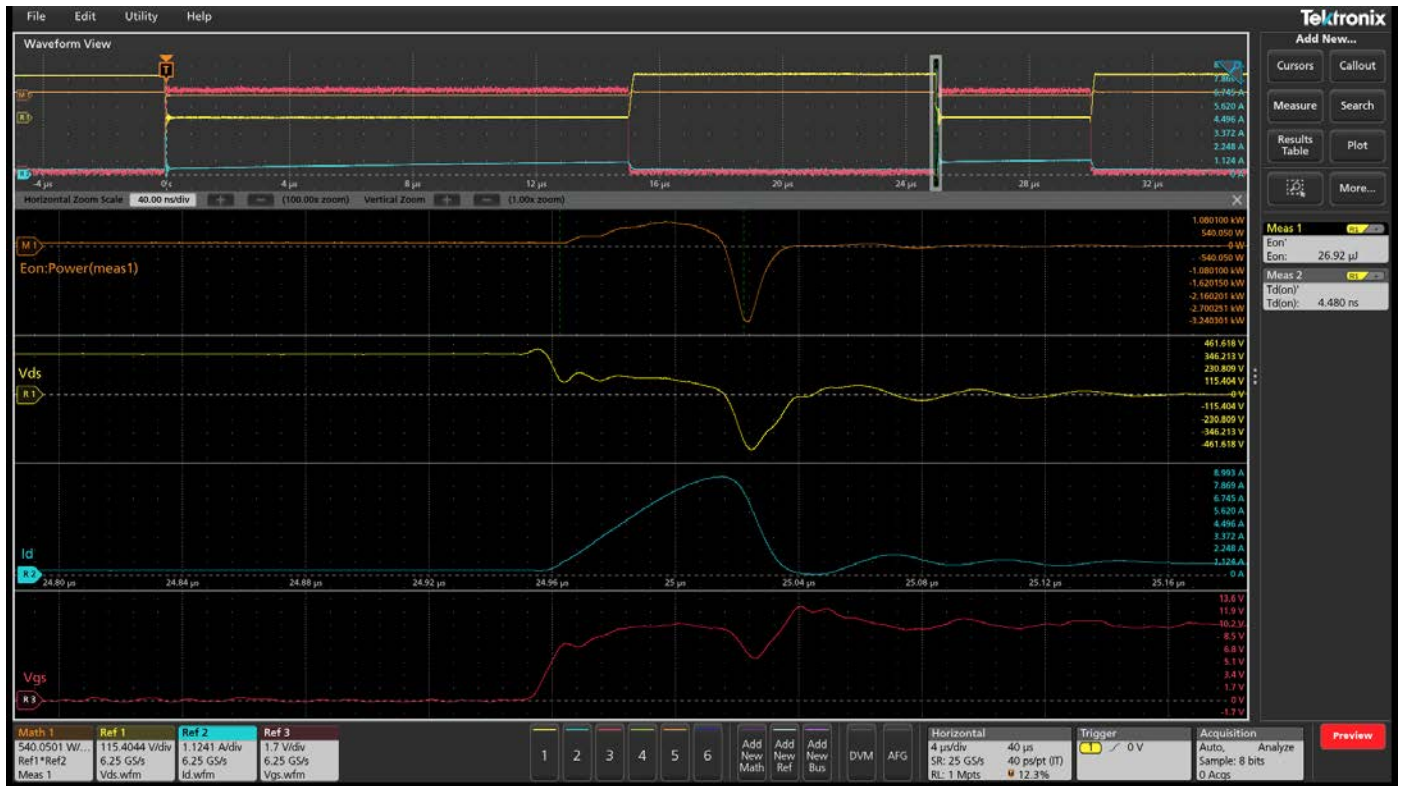 File Edit Utility Help
Tektronix
Waveform View
Add New...
Cursors Callout
Measure Search
Results Table Plot
More...
6.745 A
5.620 A
4.496 A
3.372 A
2.248 A
1.124 A
0 A
-4 µs 0 s 4 µs 8 µs 12 µs 16 µs 20 µs 24 µs 28 µs 32 µs
Horizontal Zoom Scale 40.00 ns/div + — (100.00x zoom) Vertical Zoom + — (1.00x zoom)
M 1
Eon:Power(meas1)
1.080100 kW
540.050 W
0 W
-540.050 W
-1.080100 kW
-1.620150 kW
-2.160201 kW
-2.700251 kW
-3.240301 kW
Meas 1 R1
Eon'
Eon: 26.92 µJ
Meas 2 R1
Td(on)'
Td(on): 4.480 ns
Vds
R 1
461.618 V
346.213 V
230.809 V
115.404 V
0 V
-115.404 V
-230.809 V
-346.213 V
-461.618 V
Id
R 2
8.993 A
7.869 A
6.745 A
5.620 A
4.496 A
3.372 A
2.248 A
1.124 A
0 A
24.80 µs 24.84 µs 24.88 µs 24.92 µs 24.96 µs 25 µs 25.04 µs 25.08 µs 25.12 µs 25.16 µs
Vgs
R 3
13.6 V
11.9 V
10.2 V
8.5 V
6.8 V
5.1 V
3.4 V
1.7 V
0 V
-1.7 V
Math 1
540.0501 W/...
Ref1*Ref2
Meas 1
Ref 1
115.4044 V/div
6.25 GS/s
Vds.wfm
Ref 2
1.1241 A/div
6.25 GS/s
Id.wfm
Ref 3
1.7 V/div
6.25 GS/s
Vgs.wfm
1 2 3 4 5 6
Add New Math
Add New Ref
Add New Bus
DVM AFG
Horizontal
4 µs/div 40 µs
SR: 25 GS/s 40 ps/pt (IT)
RL: 1 Mpts 12.3%
Trigger
1 0 V
Acquisition
Auto, Analyze
Sample: 8 bits
0 Acqs
Preview